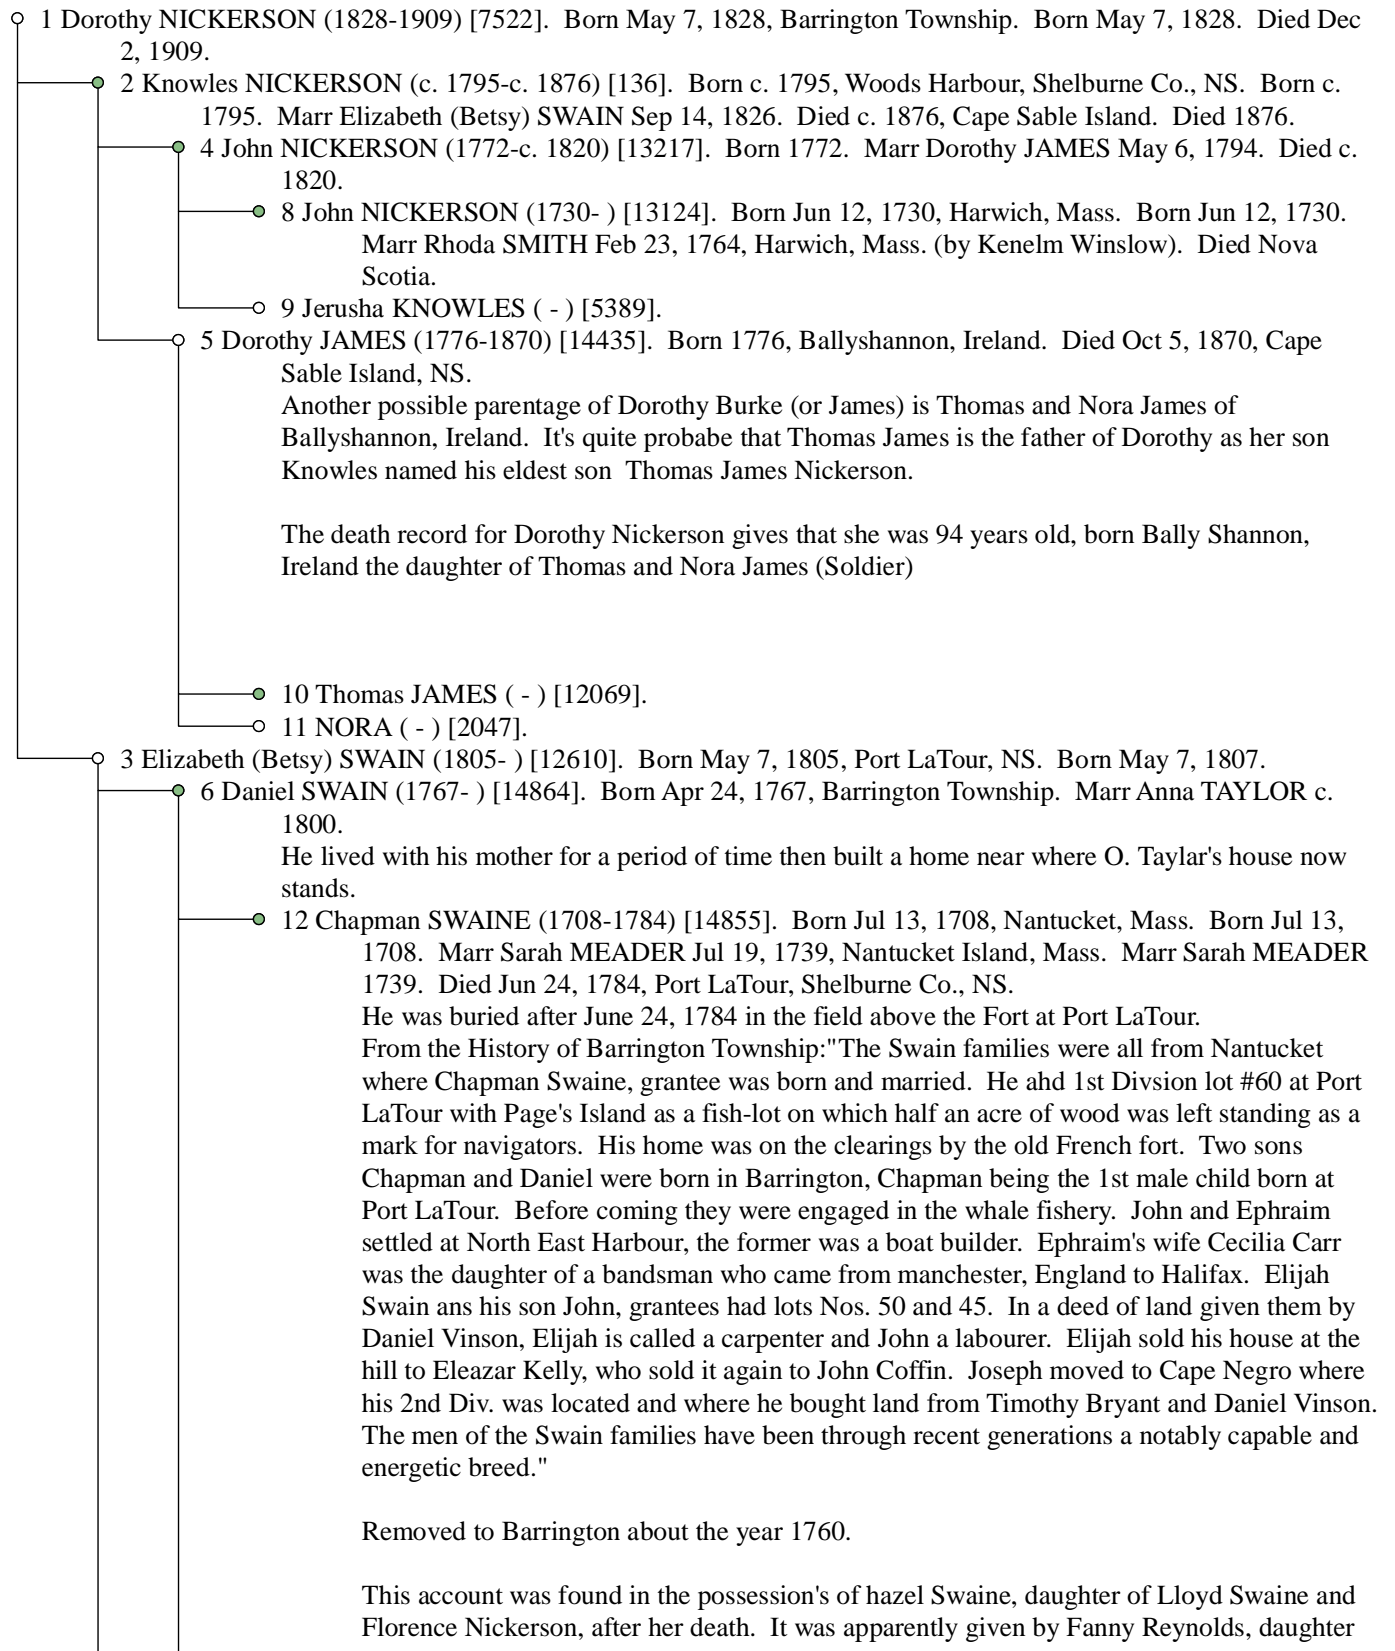 1 Dorothy NICKERSON (1828-1909) [7522].  Born May 7, 1828, Barrington Township.  Born May 7, 1828.  Died Dec
2, 1909.
2 Knowles NICKERSON (c. 1795-c. 1876) [136].  Born c. 1795, Woods Harbour, Shelburne Co., NS.  Born c.
1795.  Marr Elizabeth (Betsy) SWAIN Sep 14, 1826.  Died c. 1876, Cape Sable Island.  Died 1876.
4 John NICKERSON (1772-c. 1820) [13217].  Born 1772.  Marr Dorothy JAMES May 6, 1794.  Died c.
1820.
8 John NICKERSON (1730- ) [13124].  Born Jun 12, 1730, Harwich, Mass.  Born Jun 12, 1730.
Marr Rhoda SMITH Feb 23, 1764, Harwich, Mass. (by Kenelm Winslow).  Died Nova
Scotia.
9 Jerusha KNOWLES ( - ) [5389].
5 Dorothy JAMES (1776-1870) [14435].  Born 1776, Ballyshannon, Ireland.  Died Oct 5, 1870, Cape
Sable Island, NS.
Another possible parentage of Dorothy Burke (or James) is Thomas and Nora James of
Ballyshannon, Ireland.  It's quite probabe that Thomas James is the father of Dorothy as her son
Knowles named his eldest son  Thomas James Nickerson.
The death record for Dorothy Nickerson gives that she was 94 years old, born Bally Shannon,
Ireland the daughter of Thomas and Nora James (Soldier)
10 Thomas JAMES ( - ) [12069].
11 NORA ( - ) [2047].
3 Elizabeth (Betsy) SWAIN (1805- ) [12610].  Born May 7, 1805, Port LaTour, NS.  Born May 7, 1807.
6 Daniel SWAIN (1767- ) [14864].  Born Apr 24, 1767, Barrington Township.  Marr Anna TAYLOR c.
1800.
He lived with his mother for a period of time then built a home near where O. Taylar's house now
stands.
12 Chapman SWAINE (1708-1784) [14855].  Born Jul 13, 1708, Nantucket, Mass.  Born Jul 13,
1708.  Marr Sarah MEADER Jul 19, 1739, Nantucket Island, Mass.  Marr Sarah MEADER
1739.  Died Jun 24, 1784, Port LaTour, Shelburne Co., NS.
He was buried after June 24, 1784 in the field above the Fort at Port LaTour.
From the History of Barrington Township:"The Swain families were all from Nantucket
where Chapman Swaine, grantee was born and married.  He ahd 1st Divsion lot #60 at Port
LaTour with Page's Island as a fish-lot on which half an acre of wood was left standing as a
mark for navigators.  His home was on the clearings by the old French fort.  Two sons
Chapman and Daniel were born in Barrington, Chapman being the 1st male child born at
Port LaTour.  Before coming they were engaged in the whale fishery.  John and Ephraim
settled at North East Harbour, the former was a boat builder.  Ephraim's wife Cecilia Carr
was the daughter of a bandsman who came from manchester, England to Halifax.  Elijah
Swain ans his son John, grantees had lots Nos. 50 and 45.  In a deed of land given them by
Daniel Vinson, Elijah is called a carpenter and John a labourer.  Elijah sold his house at the
hill to Eleazar Kelly, who sold it again to John Coffin.  Joseph moved to Cape Negro where
his 2nd Div. was located and where he bought land from Timothy Bryant and Daniel Vinson.
The men of the Swain families have been through recent generations a notably capable and
energetic breed."
Removed to Barrington about the year 1760.
This account was found in the possession's of hazel Swaine, daughter of Lloyd Swaine and
Florence Nickerson, after her death.  It was apparently given by Fanny Reynolds, daughter